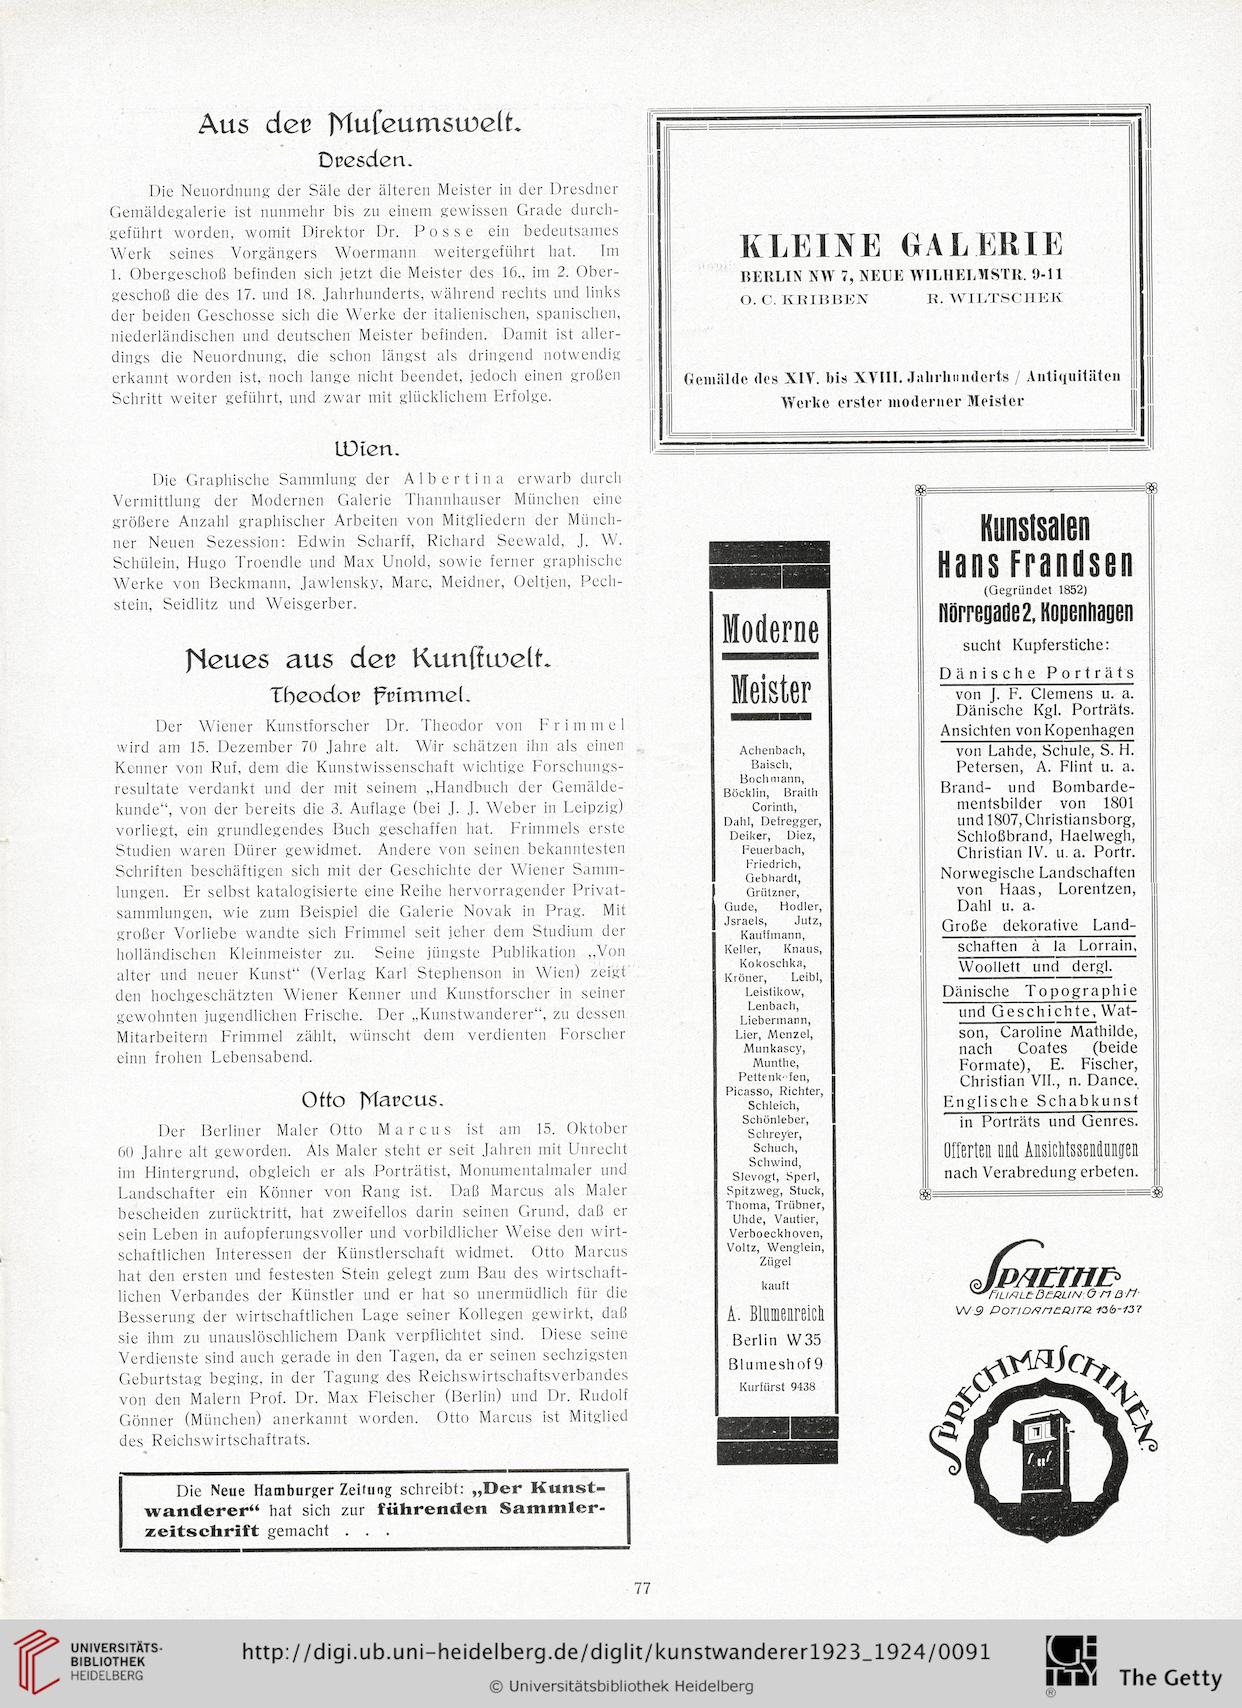 Aus der Museumswelt.
Dresden.
Die Neuordnung der Säle der älteren Meister in der Dresdner
Gemäldegalerie ist nunmehr bis zu einem gewissen Grade durch-
geführt worden, womit Direktor Dr. Posse ein bedeutsames
Werk seines Vorgängers Woermann weitergeführt hat. Im
1. Obergeschoß befinden sich jetzt die Meister des 16., im 2. Ober-
geschoß die des 17. und 18. Jahrhunderts, während rechts und links
der beiden Geschosse sich die Werke der italienischen, spanischen,
niederländischen und deutschen Meister befinden. Damit ist aller-
dings die Neuordnung, die schon längst als dringend notwendig
erkannt worden ist, noch lange nicht beendet, jedoch einen großen
Schritt weiter geführt, und zwar mit glücklichem Erfolge.
Wien.
Die Graphische Sammlung der Albertina erwarb durch
Vermittlung der Modernen Galerie Thannhauser München eine
größere Anzahl graphischer Arbeiten von Mitgliedern der Münch-
ner Neuen Sezession: Edwin Scharff, Richard Seewald, J. W.
Schülein, Hugo Troendle und Max Unold, sowie ferner graphische
Werke von Beckmann, Jawlensky, Marc, Meidner, Oeltjen, Pech-
stein, Seidlitz und Weisgerber.
Neues aus der Kunstwelt.
Theodor Frimmel.
Der Wiener Kunstforscher Dr. Theodor von Frimmel
wird am 15. Dezember 70 Jahre alt. Wir schätzen ihn als einen
Kenner von Ruf, dem die Kunstwissenschaft wichtige Forschungs-
resultate verdankt und der mit seinem „Handbuch der Gemälde-
kunde“, von der bereits die 3. Auflage (bei J. J. Weber in Leipzig)
vorliegt, ein grundlegendes Buch geschaffen hat. Frimmels erste
Studien waren Dürer gewidmet. Andere von seinen bekanntesten
Schriften beschäftigen sich mit der Geschichte der Wiener Samm-
lungen. Er selbst katalogisierte eine Reihe hervorragender Privat-
sammlungen, wie zum Beispiel die Galerie Novak in Prag. Mit
großer Vorliebe wandte sich Frimmel seit jeher dem Studium der
holländischen Kleinmeister zu. Seine jüngste Publikation „Von
alter und neuer Kunst“ (Verlag Karl Stephenson in Wien) zeigt
den hochgeschätzten Wiener Kenner und Kunstforscher in seiner
gewohnten jugendlichen Frische. Der „Kunstwanderer“, zu dessen
Mitarbeitern Frimmel zählt, wünscht dem verdienten Forscher
einn frohen Lebensabend.
Otto Marcus.
Der Berliner Maler Otto Marcus ist am 15. Oktober
60 Jahre alt geworden. Als Maler steht er seit Jahren mit Unrecht
im Hintergrund, obgleich er als Porträtist, Monumentalmaler und
Landschafter ein Könner von Rang ist. Daß Marcus als Maler
bescheiden zurücktritt, hat zweifellos darin seinen Grund, daß er
sein Leben in aufopferungsvoller und vorbildlicher Weise den wirt-
schaftlichen Interessen der Künstlerschaft widmet. Otto Marcus
hat den ersten und festesten Stein gelegt zum Bau des wirtschaft-
lichen Verbandes der Künstler und er hat so unermüdlich für die
Besserung der wirtschaftlichen Lage seiner Kollegen gewirkt, daß
sie ihm zu unauslöschlichem Dank verpflichtet sind. Diese seine
Verdienste sind auch gerade in den Tagen, da er seinen sechzigsten
Geburtstag beging, in der Tagung des Reichswirtschaftsverbandes
von den Malern Prof. Dr. Max Fleischer (Berlin) und Dr. Rudolf
Gönner (München) anerkannt worden. Otto Marcus ist Mitglied
des Reichswirtschaftrats.
Die Neue Hamburger Zeitung schreibt: „Der Kunst-
wanderer“ hat sich zur führenden Sammler-
zeitschrift gemacht . . .
KLEINE GALERIE
BERLIN NW 7, NEUE WILHELMSTR. 9-11
O. C. KRIBBEN R. WILTSCHEK
Gemälde des XIV. bis XVIII. Jahrhunderts / Antiquitäten
Werke erster moderner Meister
Moderne
Meister
Achenbach,
Baisch,
Bochmann,
Böcklin, Braith
Corinth,
Dahl, Defregger,
Deiker, Diez,
Feuerbach,
Friedrich,
Gebhardt,
Grützner,
Gude, Hodler,
Jsraels, Jutz,
Kauffmann,
Keller, Knaus,
Kokoschka,
Kröner, Leibl,
Leistikow,
Lenbach,
Liebermann,
Lier, Menzel,
Munkascy,
Munthe,
Pettenkofen,
Picasso, Richter,
Schleich,
Schönleber,
Schreyer,
Schuch,
Schwind,
Slevogt, Sperl,
Spitzweg, Stuck,
Thoma, Trübner,
Uhde, Vautier,
Verboeckhoven,
Voltz, Wenglein,
Zügel
kauft
A. Blumenreich
Berlin W35
Blumeshof 9
Kurfürst 9438
Kunstsalen
Hans Frandsen
(Gegründet 1852)
Nörregade 2, Kopenhagen
sucht Kupferstiche:
Dänische Porträts
von J. F. Clemens u. a.
Dänische Kgl. Porträts.
Ansichten von Kopenhagen
von Lahde, Schule, S. H.
Petersen, A. Flint u. a.
Brand- und Bombarde-
mentsbilder von 1801
und 1807, Christiansborg,
Schloßbrand, Haelwegh,
Christian IV. u. a. Portr.
Norwegische Landschaften
von Haas, Lorentzen,
Dahl u. a.
Große dekorative Land-
schaften à la Lorrain,
Woollett und dergl.
Dänische Topographie
und Geschichte, Wat-
son, Caroline Mathilde,
nach Coates (beide
Formate), E. Fischer,
Christian VII., n. Dance.
Englische Schabkunst
in Porträts und Genres.
Offerten und Ansichtssendungen
nach Verabredung erbeten.
SPAETHE
FILIALE BERLIN G M B H
W·9 POTSDAMERSTR. 136-137
SPRECHMASCHINEN
77
UNIVERSITÄTS-
BIBLIOTHEK
HEIDELBERG
http://digi.ub.uni-heidelberg.de/diglit/kunstwanderer1923_1924/0091
© Universitätsbibliothek Heidelberg
GETTY
The Getty